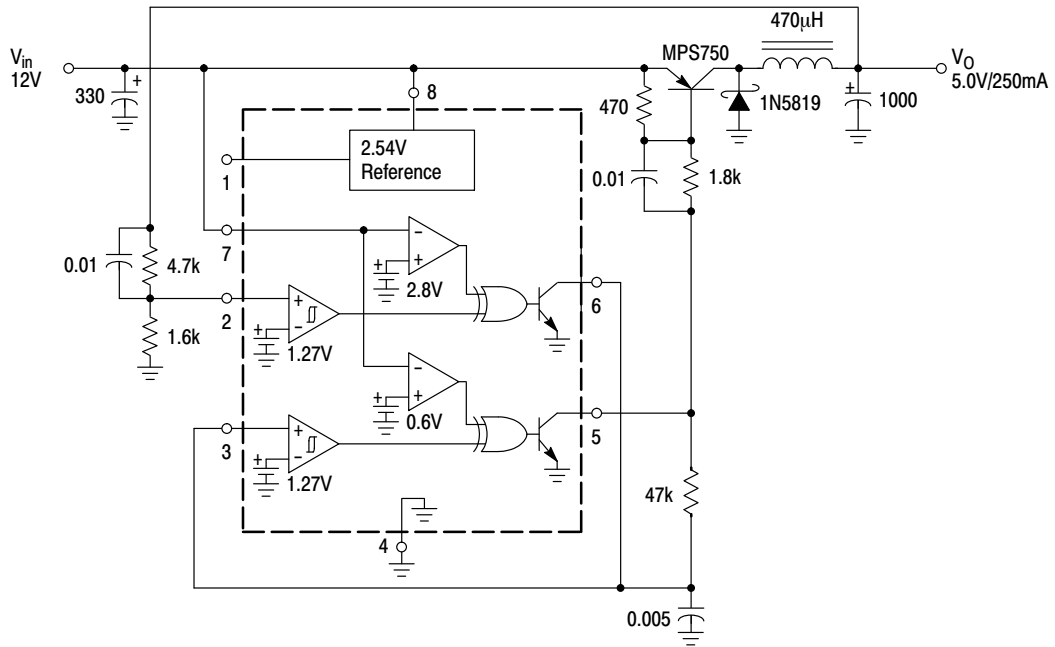 470µH
MPS750
Vin
12V
VO
5.0V/250mA
330
+
8
470
1N5819
+
1000
2.54V
Reference
1
0.01
1.8k
7
0.01
4.7k
−
+
+
2.8V
6
2
+
−
+
1.27V
1.6k
−
+
+
0.6V
5
3
+
−
+
1.27V
47k
4
0.005